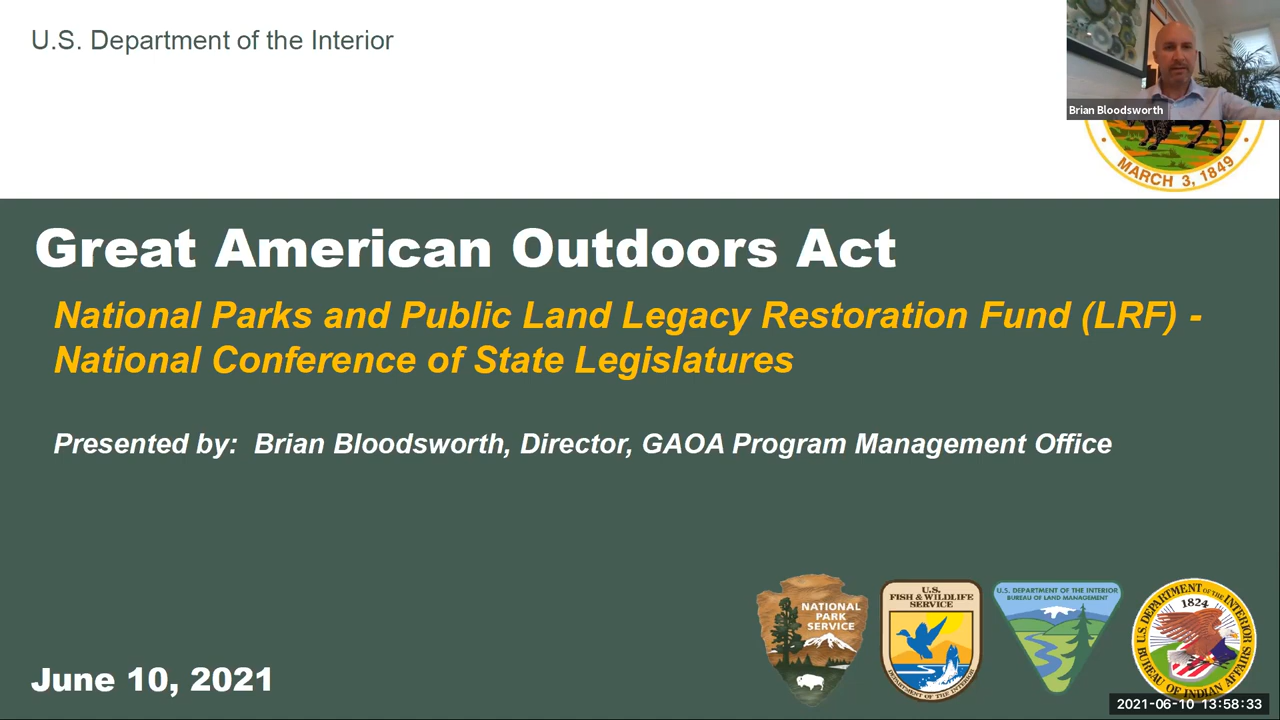 U.S. Department of the Interior
Brian Bloodsworth
MARCH 3, 1849
Great American Outdoors Act
National Parks and Public Land Legacy Restoration Fund (LRF) -
National Conference of State Legislatures
Presented by:  Brian Bloodsworth, Director, GAOA Program Management Office
NATIONAL
PARK
SERVICE
U.S.
FISH & WILDLIFE
SERVICE
DEPARTMENT OF THE INTERIOR
U.S. DEPARTMENT OF THE INTERIOR
BUREAU OF LAND MANAGEMENT
U.S. DEPARTMENT OF THE INTERIOR
1824
BUREAU OF INDIAN AFFAIRS
June 10, 2021
2021-06-10 13:58:33